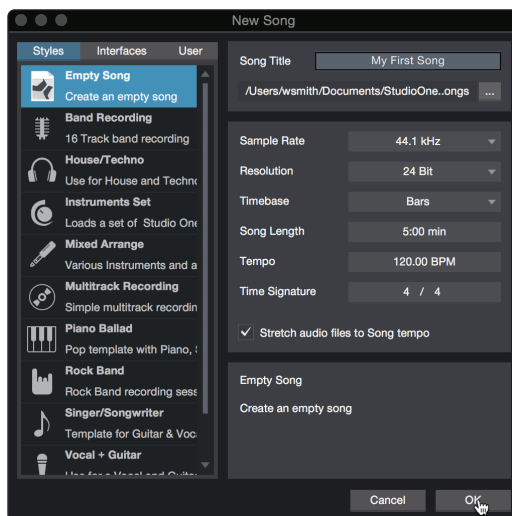 New Song
Styles Interfaces User
Empty Song
Create an empty song
Band Recording
16 Track band recording
House/Techno
Use for House and Techno
Instruments Set
Loads a set of Studio One
Mixed Arrange
Various Instruments and a
Multitrack Recording
Simple multitrack recordin
Piano Ballad
Pop template with Piano,
Rock Band
Rock Band recording sess
Singer/Songwriter
Template for Guitar & Voc
Vocal + Guitar
Song Title My First Song
/Users/wsmith/Documents/StudioOne..ongs ...
Sample Rate 44.1 kHz
Resolution 24 Bit
Timebase Bars
Song Length 5:00 min
Tempo 120.00 BPM
Time Signature 4 / 4
Stretch audio files to Song tempo
Empty Song
Create an empty song
Cancel OK